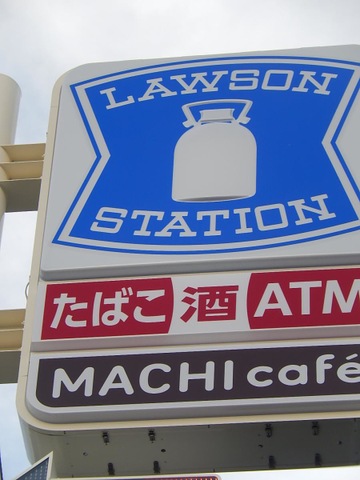 LAWSON
STATION
たばこ 酒 ATM
MACHI café